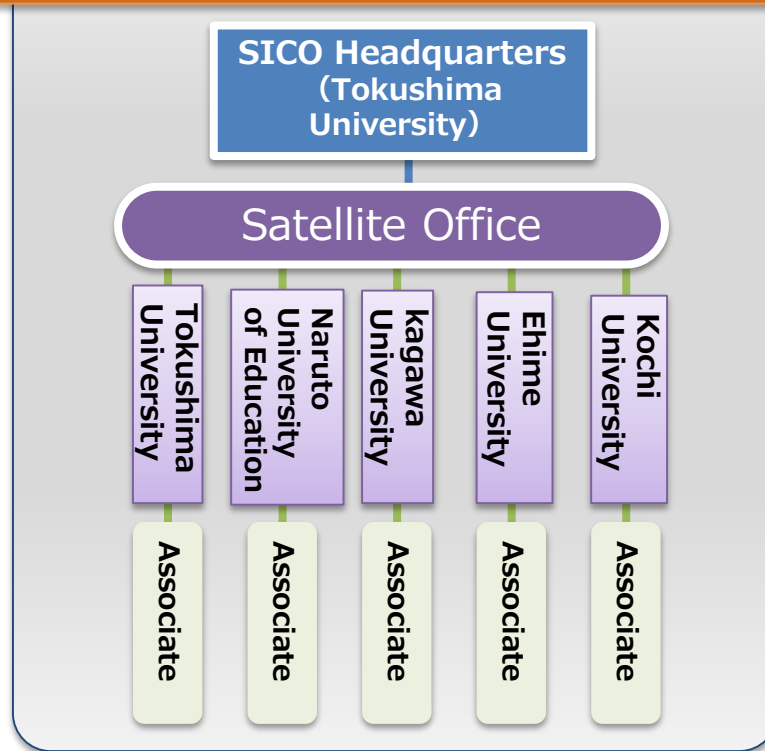 SICO Headquarters
（Tokushima
University）
Satellite Office
Tokushima
University
Naruto
University
of Education
kagawa
University
Ehime
University
Kochi
University
Associate
Associate
Associate
Associate
Associate